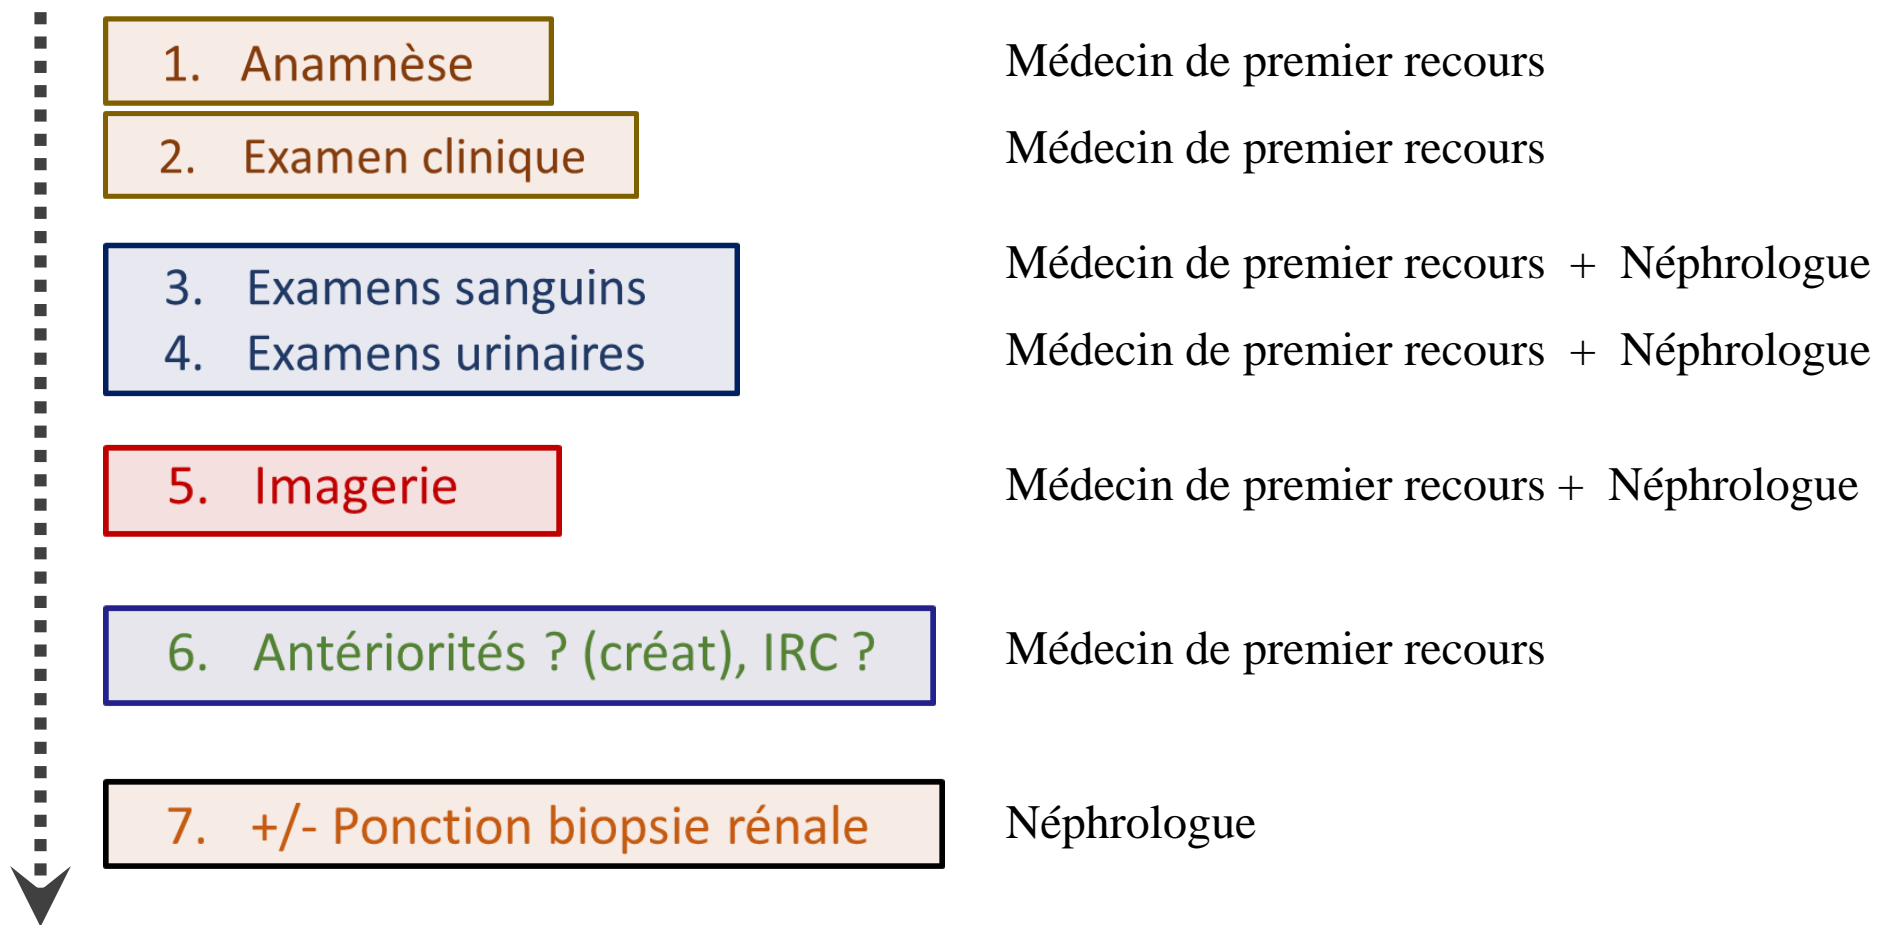 1. Anamnèse Médecin de premier recours
2. Examen clinique Médecin de premier recours
3. Examens sanguins Médecin de premier recours + Néphrologue
4. Examens urinaires Médecin de premier recours + Néphrologue
5. Imagerie Médecin de premier recours + Néphrologue
6. Antériorités ? (créat), IRC ? Médecin de premier recours
7. +/- Ponction biopsie rénale Néphrologue